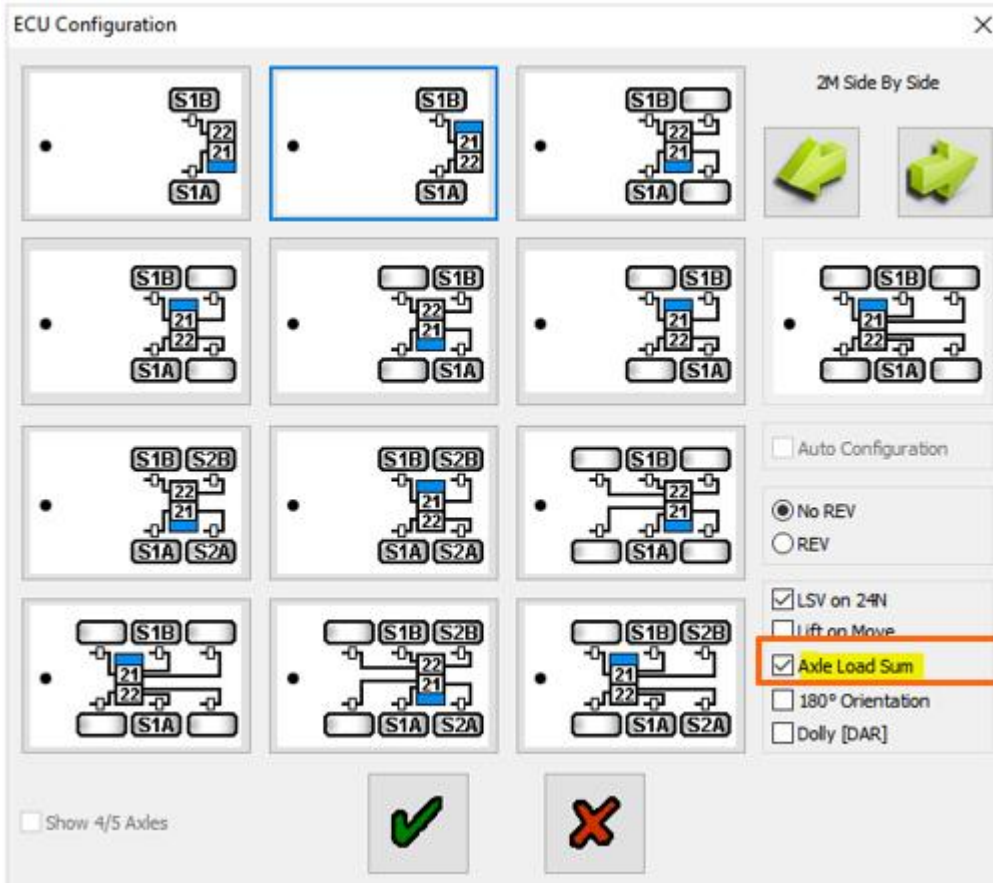 ECU Configuration
S1B
22
21
S1A
S1B
21
22
S1A
S1B
22
21
S1A
2M Side By Side
S1B
21
22
S1A
S1B
22
21
S1A
S1B
21
22
S1A
S1B
21
22
S1A
S1B S2B
22
21
S1A S2A
S1B S2B
21
22
S1A S2A
S1B
22
21
S1A
Auto Configuration
No REV
REV
S1B
21
22
S1A
S1B S2B
22
21
S1A S2A
S1B S2B
21
22
S1A S2A
LSV on 24N
Lift on Move
Axle Load Sum
180° Orientation
Dolly [DAR]
Show 4/5 Axles